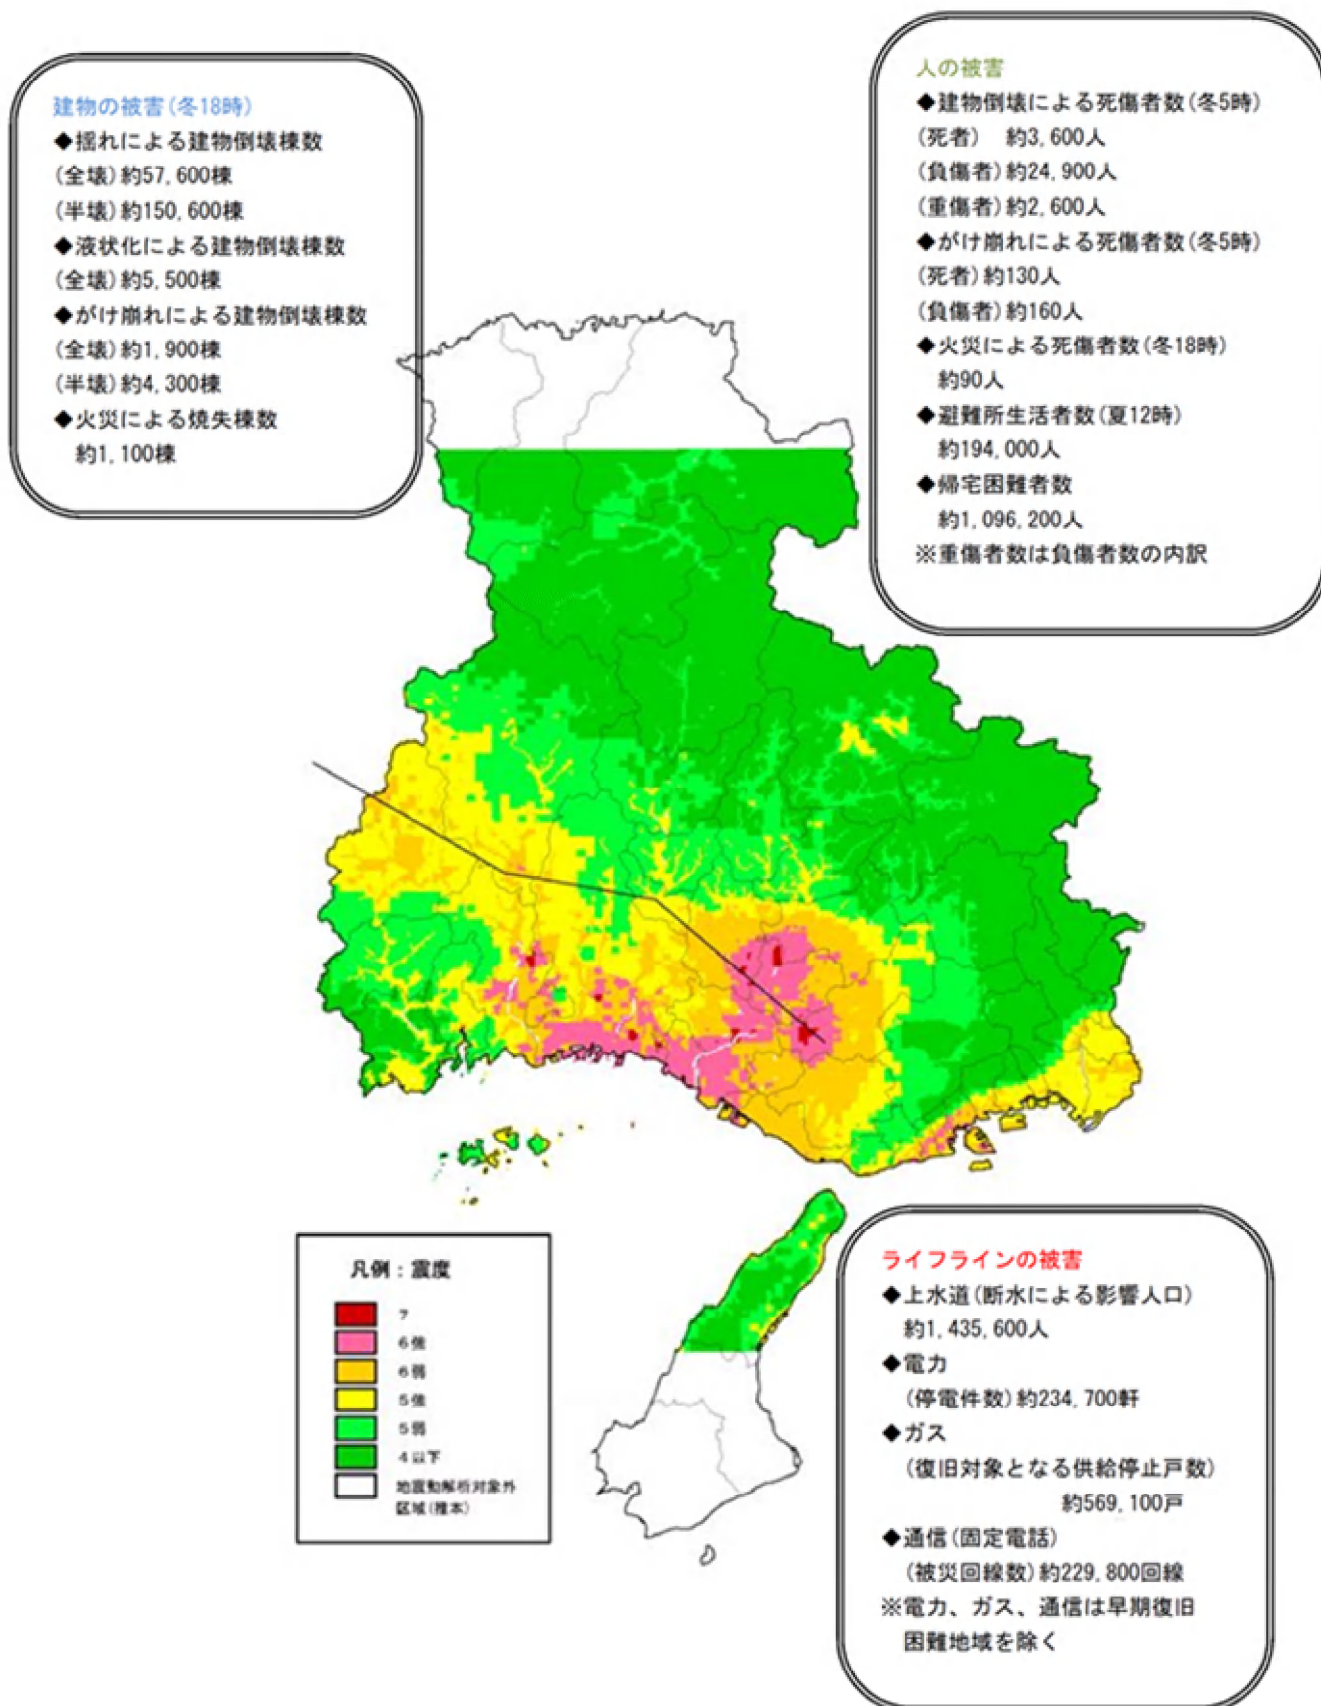 建物の被害(冬18時)
◆揺れによる建物倒壊棟数
(全壊)約57,600棟
(半壊)約150,600棟
◆液状化による建物倒壊棟数
(全壊)約5,500棟
◆がけ崩れによる建物倒壊棟数
(全壊)約1,900棟
(半壊)約4,300棟
◆火災による焼失棟数
約1,100棟
人の被害
◆建物倒壊による死傷者数(冬5時)
(死者) 約3,600人
(負傷者)約24,900人
(重傷者)約2,600人
◆がけ崩れによる死傷者数(冬5時)
(死者)約130人
(負傷者)約160人
◆火災による死傷者数(冬18時)
約90人
◆避難所生活者数(夏12時)
約194,000人
◆帰宅困難者数
約1,096,200人
※重傷者数は負傷者数の内訳
凡例：震度
7
6強
6弱
5強
5弱
4以下
地震動解析対象外
区域(推本)
ライフラインの被害
◆上水道(断水による影響人口)
約1,435,600人
◆電力
(停電件数)約234,700軒
◆ガス
(復旧対象となる供給停止戸数)
約569,100戸
◆通信(固定電話)
(被災回線数)約229,800回線
※電力、ガス、通信は早期復旧
困難地域を除く